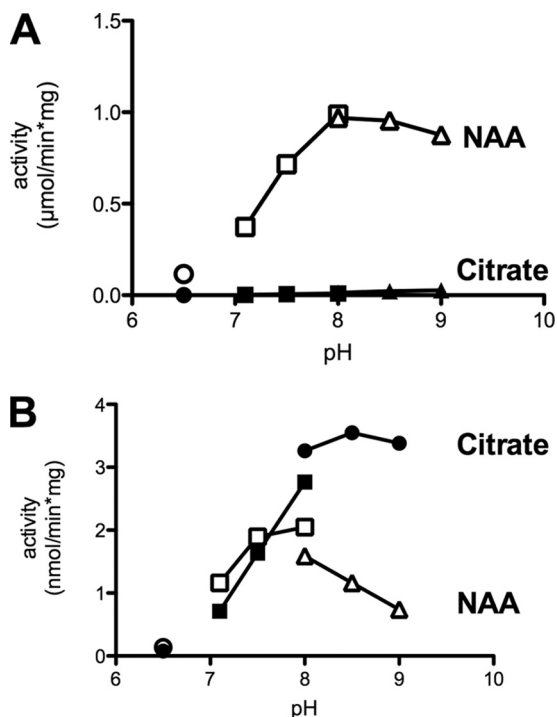 A
activity
(µmol/min*mg)
1.5
1.0
0.5
0.0
6
7
8
9
10
pH
NAA
Citrate
B
activity
(nmol/min*mg)
4
3
2
1
0
6
7
8
9
10
pH
Citrate
NAA